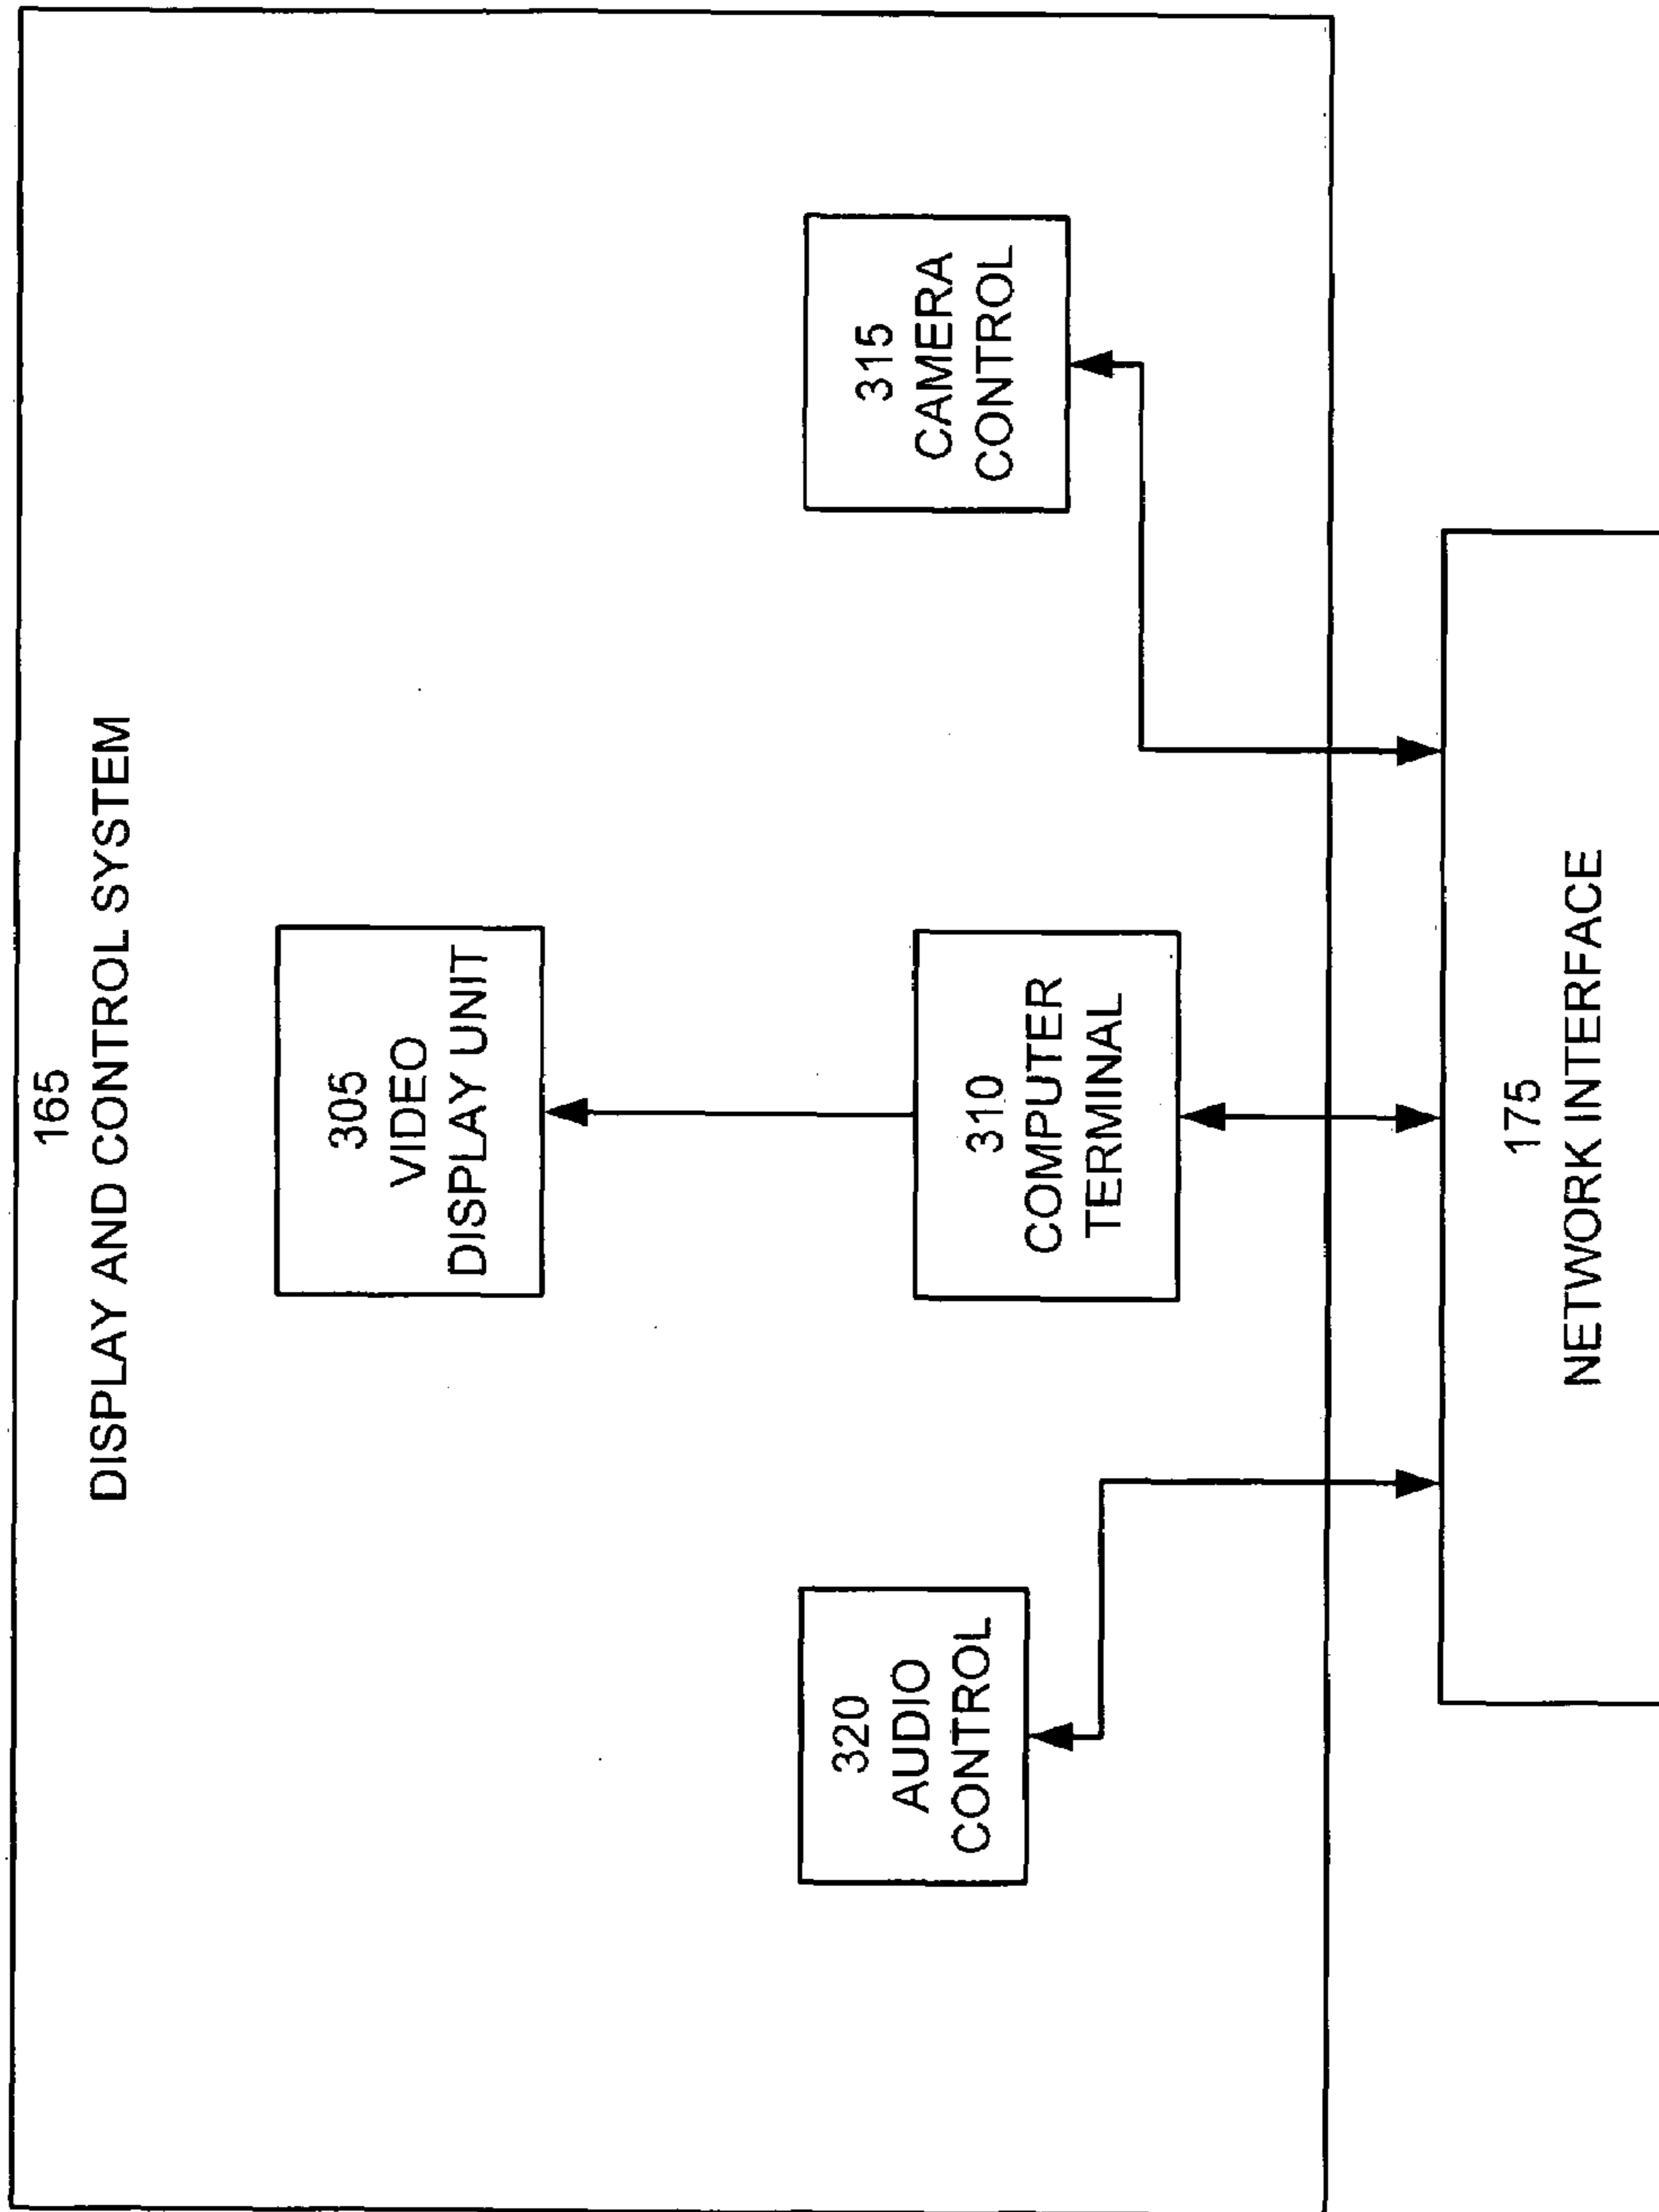 165
DISPLAY AND CONTROL SYSTEM
305
VIDEO
DISPLAY UNIT
320
AUDIO
CONTROL
310
COMPUTER
TERMINAL
315
CAMERA
CONTROL
175
NETWORK INTERFACE